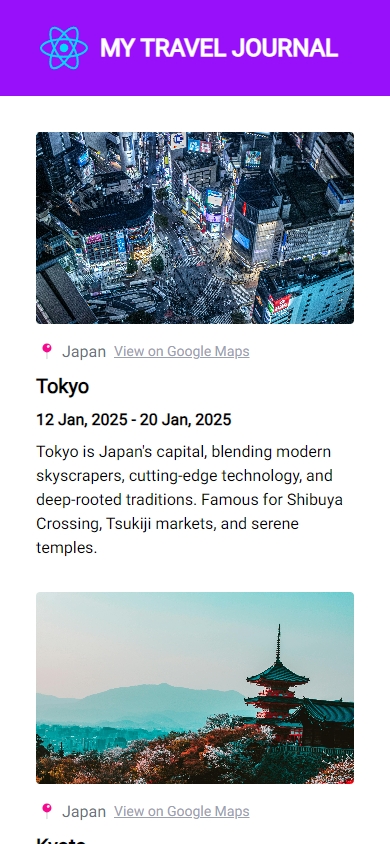 MY TRAVEL JOURNAL
Japan View on Google Maps
Tokyo
12 Jan, 2025 - 20 Jan, 2025
Tokyo is Japan's capital, blending modern
skyscrapers, cutting-edge technology, and
deep-rooted traditions. Famous for Shibuya
Crossing, Tsukiji markets, and serene
temples.
Japan View on Google Maps
Kyoto